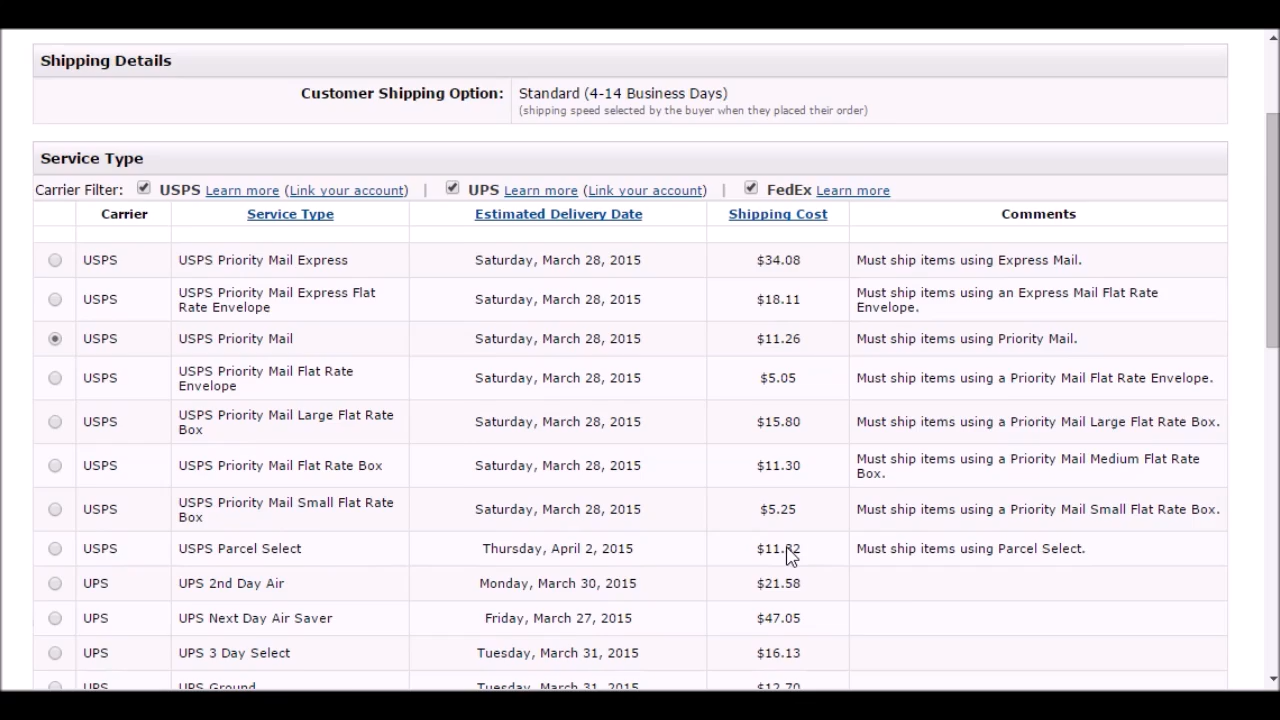 Shipping Details
Customer Shipping Option: Standard (4-14 Business Days)
(shipping speed selected by the buyer when they placed their order)
Service Type
Carrier Filter: USPS Learn more (Link your account) | UPS Learn more (Link your account) | FedEx Learn more
Carrier Service Type Estimated Delivery Date Shipping Cost Comments
USPS USPS Priority Mail Express Saturday, March 28, 2015 $34.08 Must ship items using Express Mail.
USPS USPS Priority Mail Express Flat Rate Envelope Saturday, March 28, 2015 $18.11 Must ship items using an Express Mail Flat Rate Envelope.
USPS USPS Priority Mail Saturday, March 28, 2015 $11.26 Must ship items using Priority Mail.
USPS USPS Priority Mail Flat Rate Envelope Saturday, March 28, 2015 $5.05 Must ship items using a Priority Mail Flat Rate Envelope.
USPS USPS Priority Mail Large Flat Rate Box Saturday, March 28, 2015 $15.80 Must ship items using a Priority Mail Large Flat Rate Box.
USPS USPS Priority Mail Flat Rate Box Saturday, March 28, 2015 $11.30 Must ship items using a Priority Mail Medium Flat Rate Box.
USPS USPS Priority Mail Small Flat Rate Box Saturday, March 28, 2015 $5.25 Must ship items using a Priority Mail Small Flat Rate Box.
USPS USPS Parcel Select Thursday, April 2, 2015 Must ship items using Parcel Select.
UPS UPS 2nd Day Air Monday, March 30, 2015 $21.58
UPS UPS Next Day Air Saver Friday, March 27, 2015 $47.05
UPS UPS 3 Day Select Tuesday, March 31, 2015 $16.13
UPS UPS Ground Tuesday, March 31, 2015 $12.70